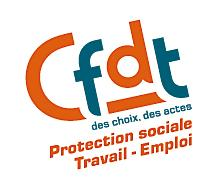 Cfdt
des choix, des actes
Protection sociale
Travail - Emploi